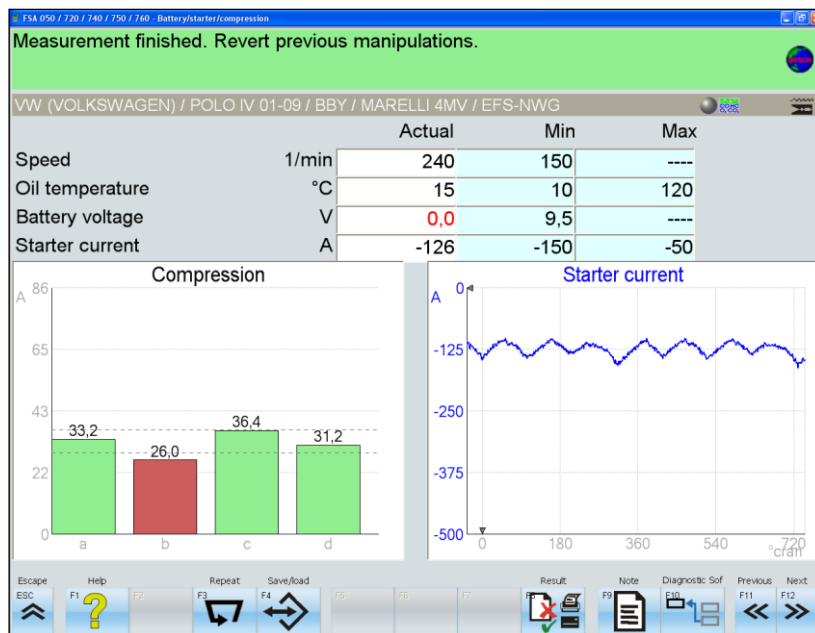 FSA 050 / 720 / 740 / 750 / 760 - Battery/starter/compression
Measurement finished. Revert previous manipulations.
BOSCH
VW (VOLKSWAGEN) / POLO IV 01-09 / BBY / MARELLI 4MV / EFS-NWG
Actual Min Max
Speed 1/min 240 150 ----
Oil temperature °C 15 10 120
Battery voltage V 0,0 9,5 ----
Starter current A -126 -150 -50
Compression
A 86
65
43
22
0
33,2 26,0 36,4 31,2
a b c d
Starter current
A 0
-125
-250
-375
-500
0 180 360 540 720
°cran
Escape Help Repeat Save/load Result Note Diagnostic Sof Previous Next
ESC F1 F2 F3 F4 F5 F6 F7 F8 F9 F10 F11 F12